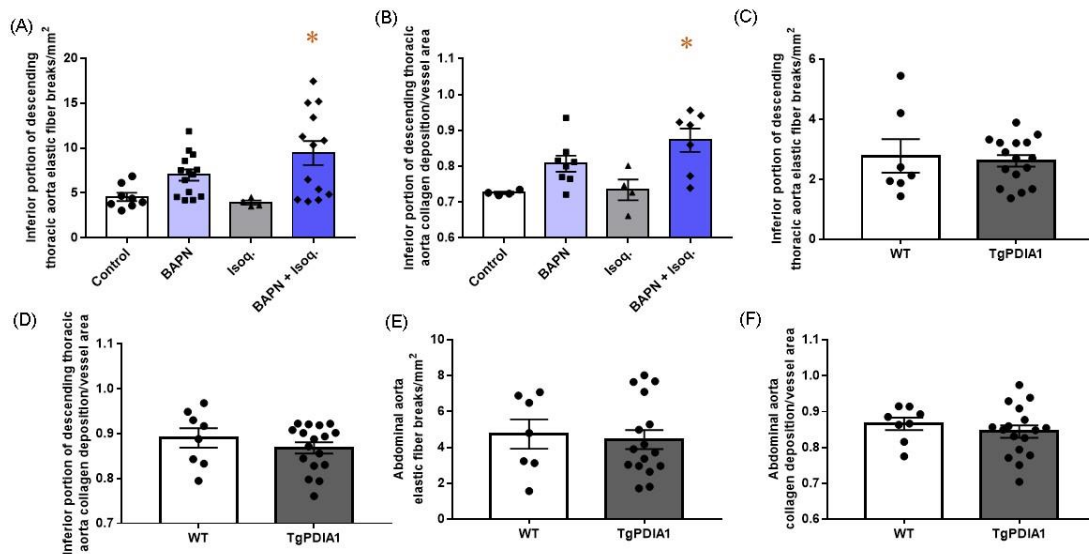 (A)
Inferior portion of descending
thoracic aorta elastic fiber breaks/mm²
20
15
10
5
0
*
Control
BAPN
Isoq.
BAPN + Isoq.
(B)
Inferior portion of descending thoracic
aorta collagen deposition/vessel area
1.1
1.0
0.9
0.8
0.7
0.6
*
Control
BAPN
Isoq.
BAPN + Isoq.
(C)
Inferior portion of descending
thoracic aorta elastic fiber breaks/mm²
6
4
2
0
WT
TgPDIA1
(D)
Inferior portion of descending thoracic
aorta collagen deposition/vessel area
1.1
1.0
0.9
0.8
0.7
WT
TgPDIA1
(E)
Abdominal aorta
elastic fiber breaks/mm²
10
8
6
4
2
0
WT
TgPDIA1
(F)
Abdominal aorta
collagen deposition/vessel area
1.1
1.0
0.9
0.8
0.7
0.6
WT
TgPDIA1